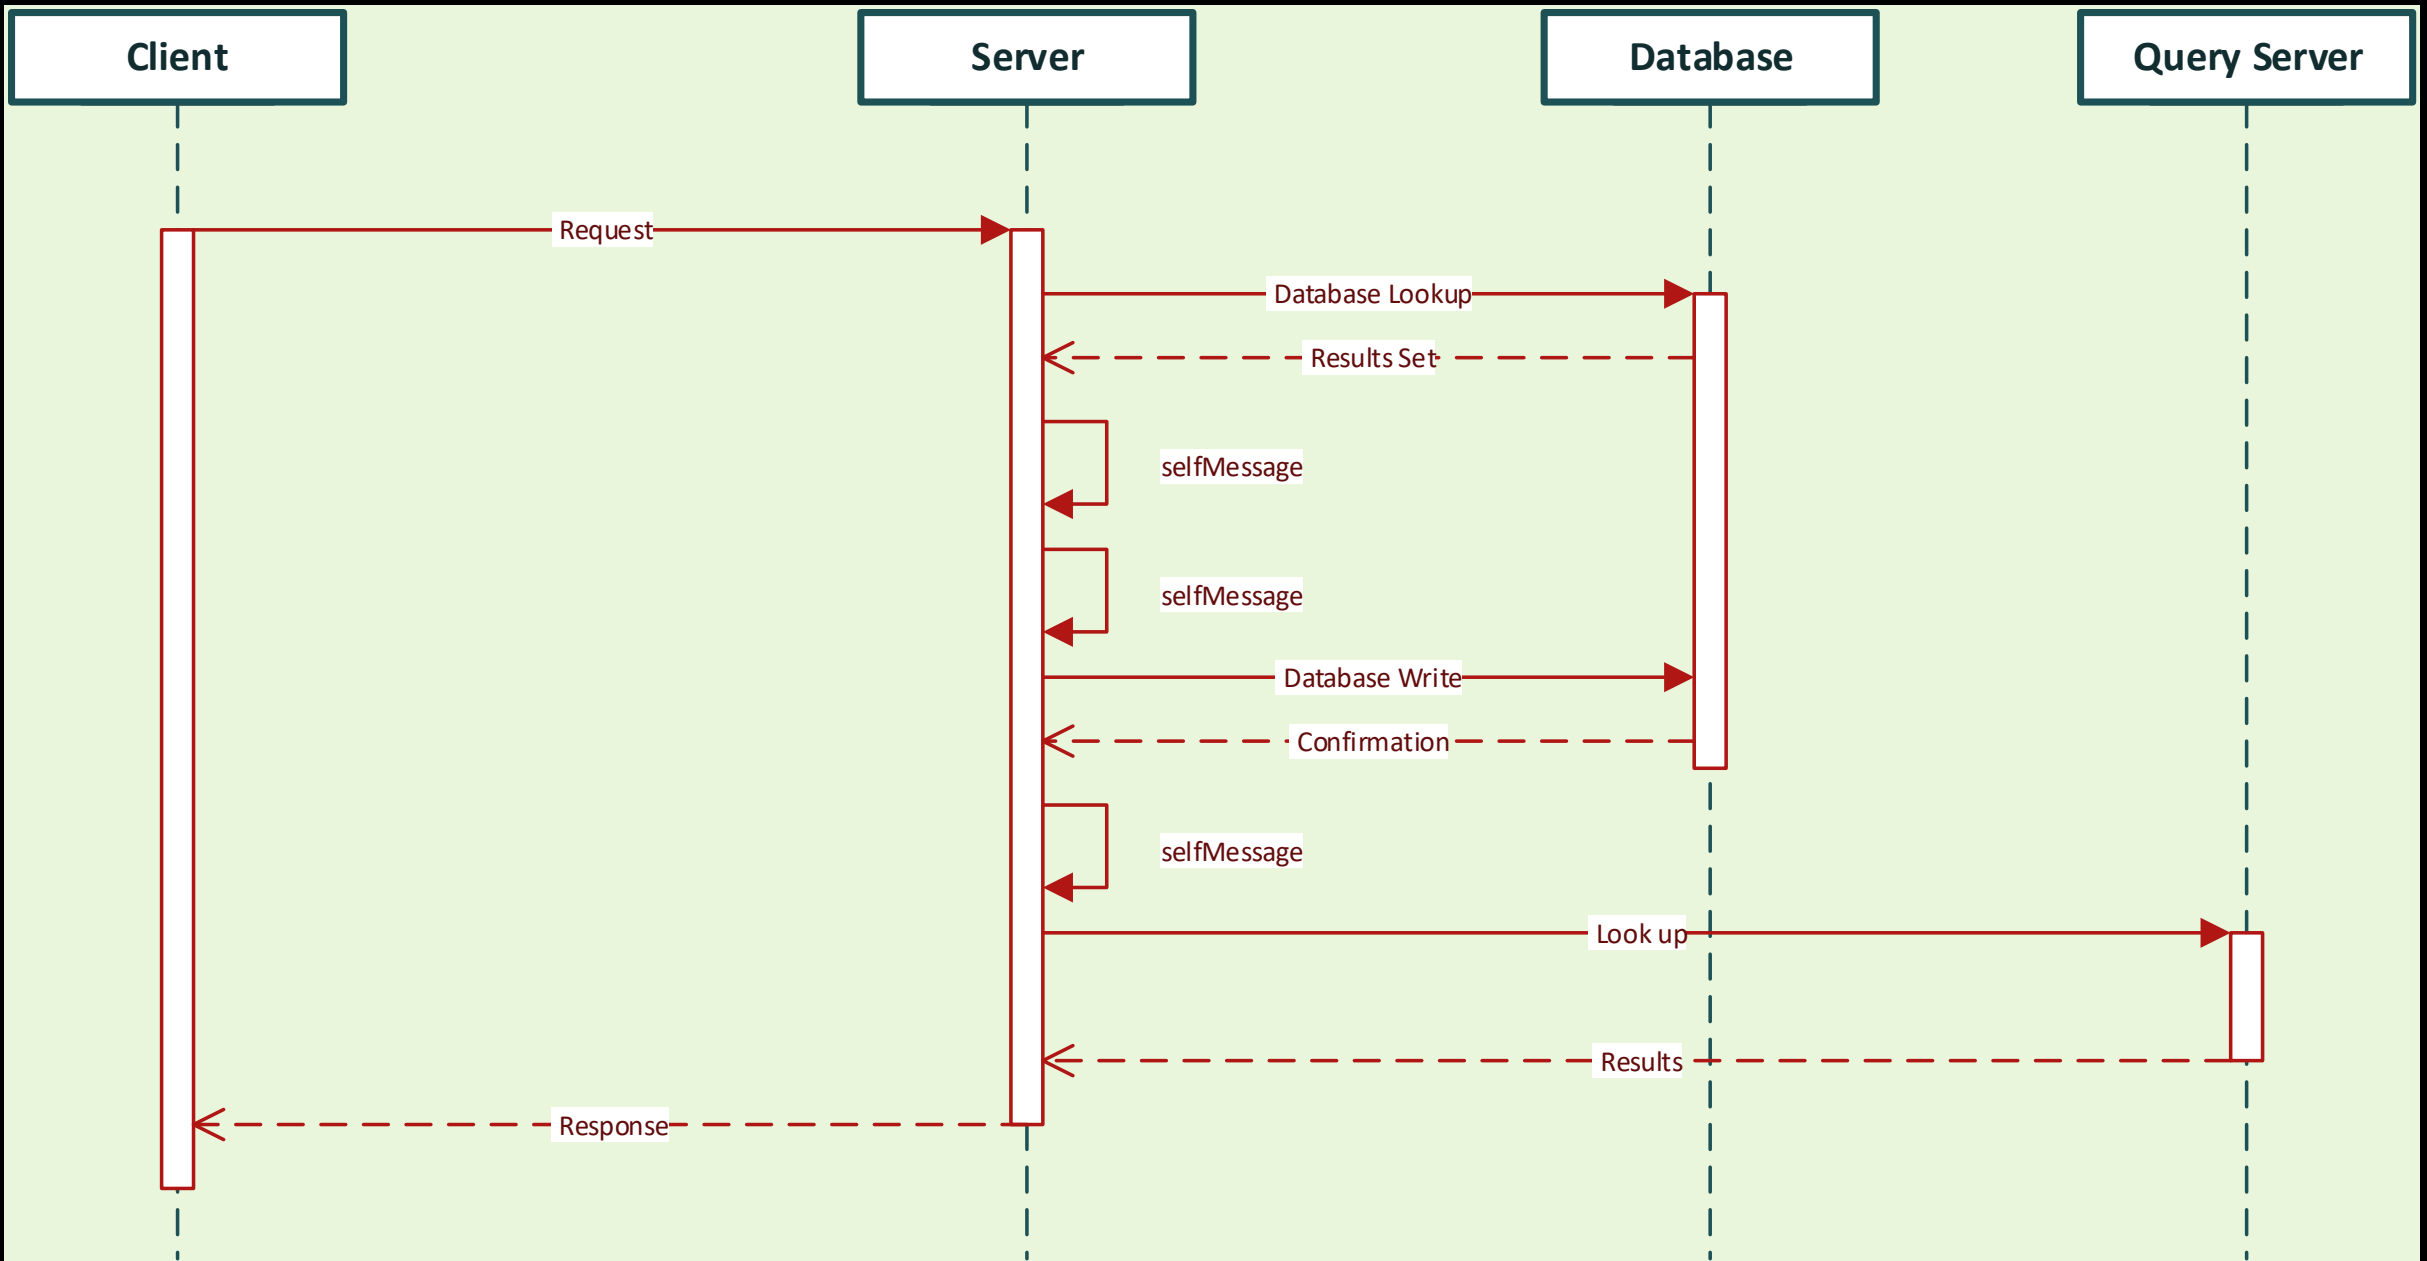 Client
Server
Database
Query Server
Request
Database Lookup
Results Set
selfMessage
selfMessage
Database Write
Confirmation
selfMessage
Look up
Results
Response